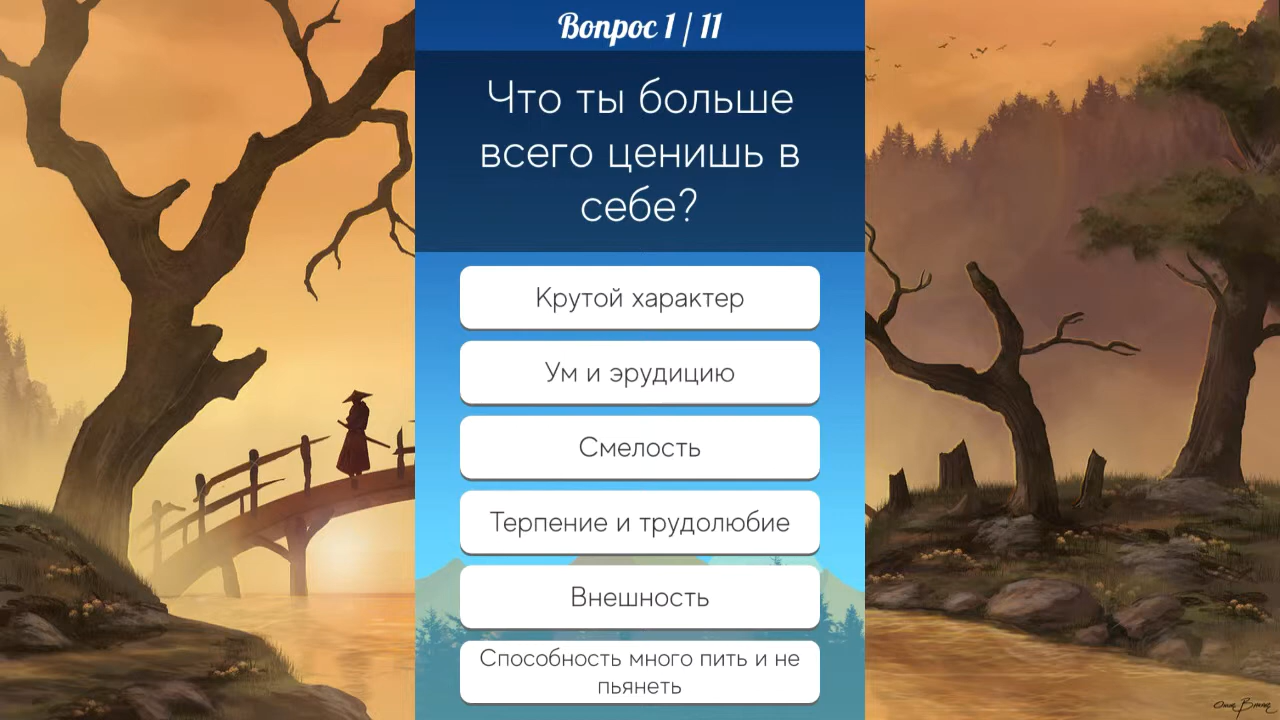 Вопрос 1 / 11
Что ты больше
всего ценишь в
себе?
Крутой характер
Ум и эрудицию
Смелость
Терпение и трудолюбие
Внешность
Способность много пить и не
пьянеть